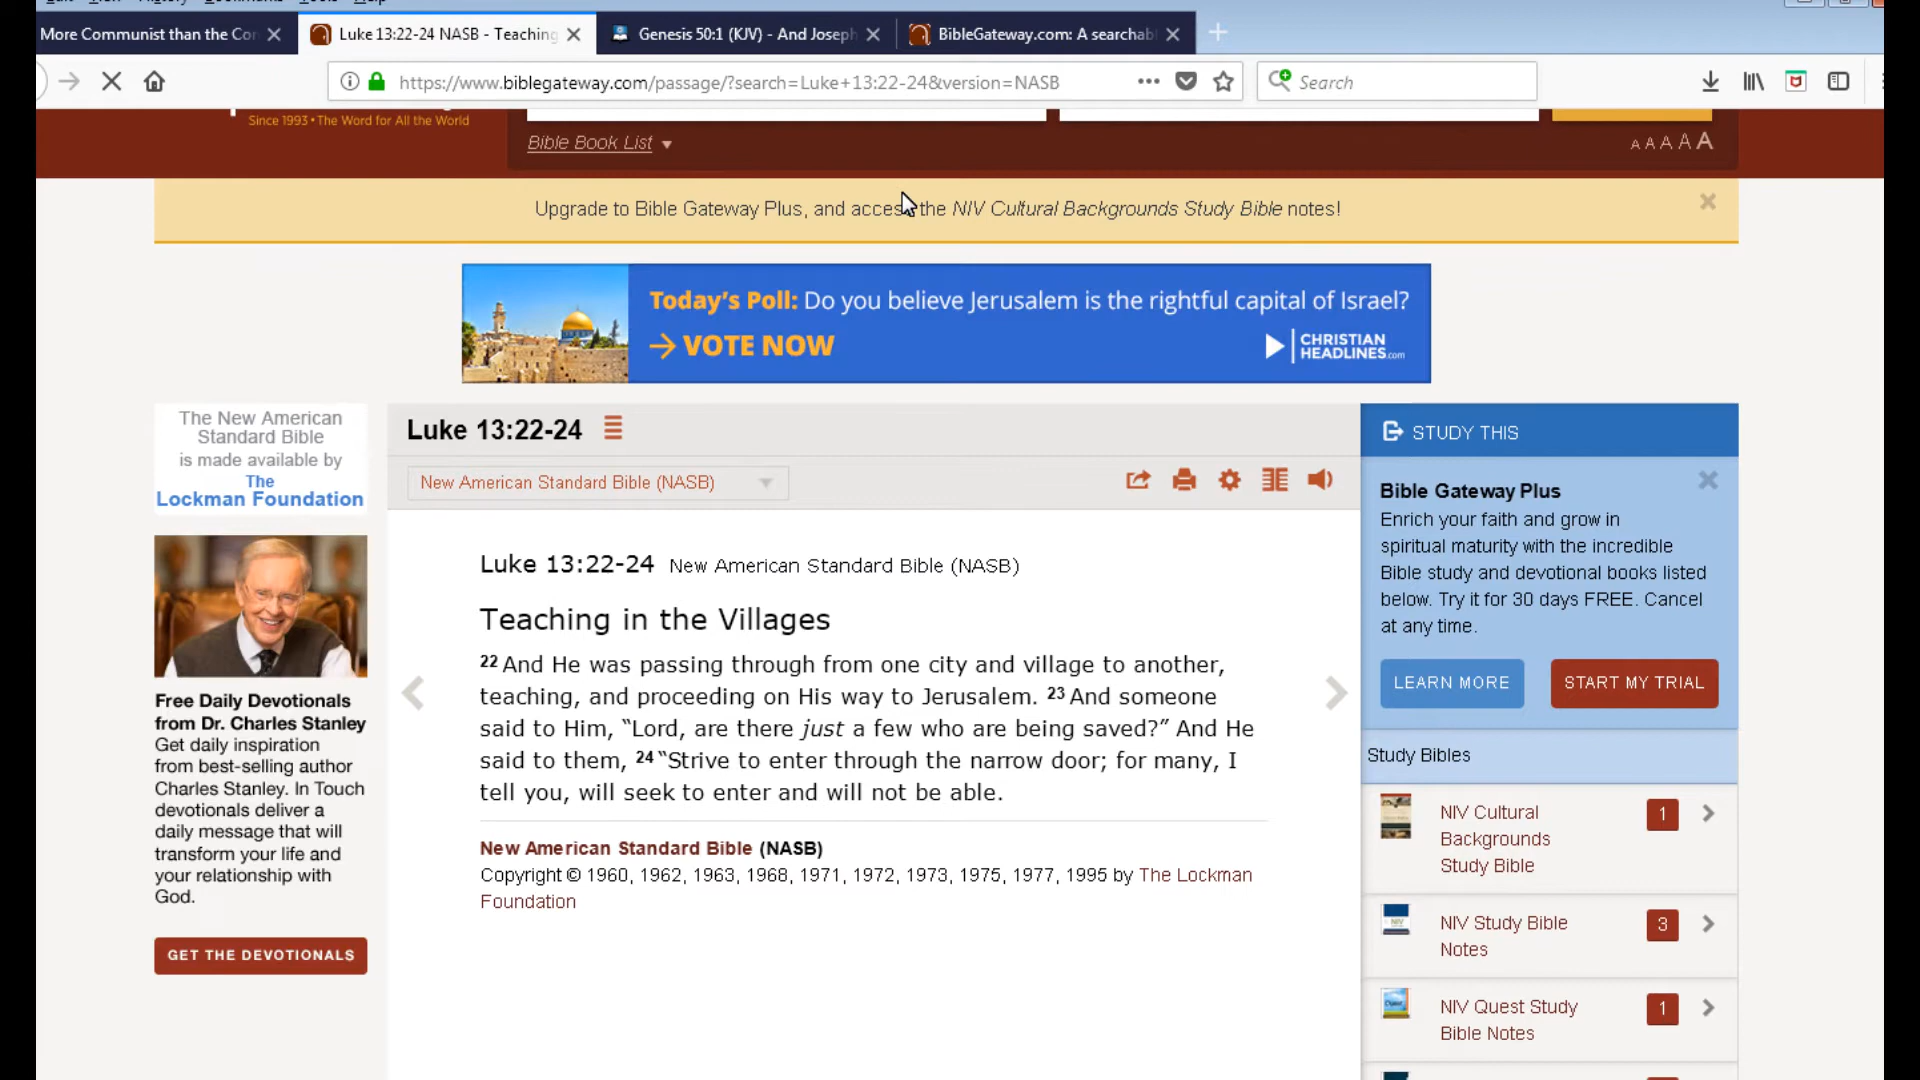 More Communist than the Co
Luke 13:22-24 NASB - Teaching
Genesis 50:1 (KJV) - And Joseph
BibleGateway.com: A searchab
https://www.biblegateway.com/passage/?search=Luke+13:22-24&version=NASB
Search
Since 1993 • The Word for All the World
Bible Book List
A A A A A
Upgrade to Bible Gateway Plus, and access the NIV Cultural Backgrounds Study Bible notes!
Today's Poll: Do you believe Jerusalem is the rightful capital of Israel?
VOTE NOW
CHRISTIAN
HEADLINES.com
The New American
Standard Bible
is made available by
The
Lockman Foundation
Free Daily Devotionals
from Dr. Charles Stanley
Get daily inspiration
from best-selling author
Charles Stanley. In Touch
devotionals deliver a
daily message that will
transform your life and
your relationship with
God.
GET THE DEVOTIONALS
Luke 13:22-24
New American Standard Bible (NASB)
Luke 13:22-24 New American Standard Bible (NASB)
Teaching in the Villages
22 And He was passing through from one city and village to another,
teaching, and proceeding on His way to Jerusalem. 23 And someone
said to Him, “Lord, are there just a few who are being saved?” And He
said to them, 24 “Strive to enter through the narrow door; for many, I
tell you, will seek to enter and will not be able.
New American Standard Bible (NASB)
Copyright © 1960, 1962, 1963, 1968, 1971, 1972, 1973, 1975, 1977, 1995 by The Lockman
Foundation
STUDY THIS
Bible Gateway Plus
Enrich your faith and grow in
spiritual maturity with the incredible
Bible study and devotional books listed
below. Try it for 30 days FREE. Cancel
at any time.
LEARN MORE
START MY TRIAL
Study Bibles
NIV Cultural
Backgrounds
Study Bible
1
NIV Study Bible
Notes
3
NIV Quest Study
Bible Notes
1